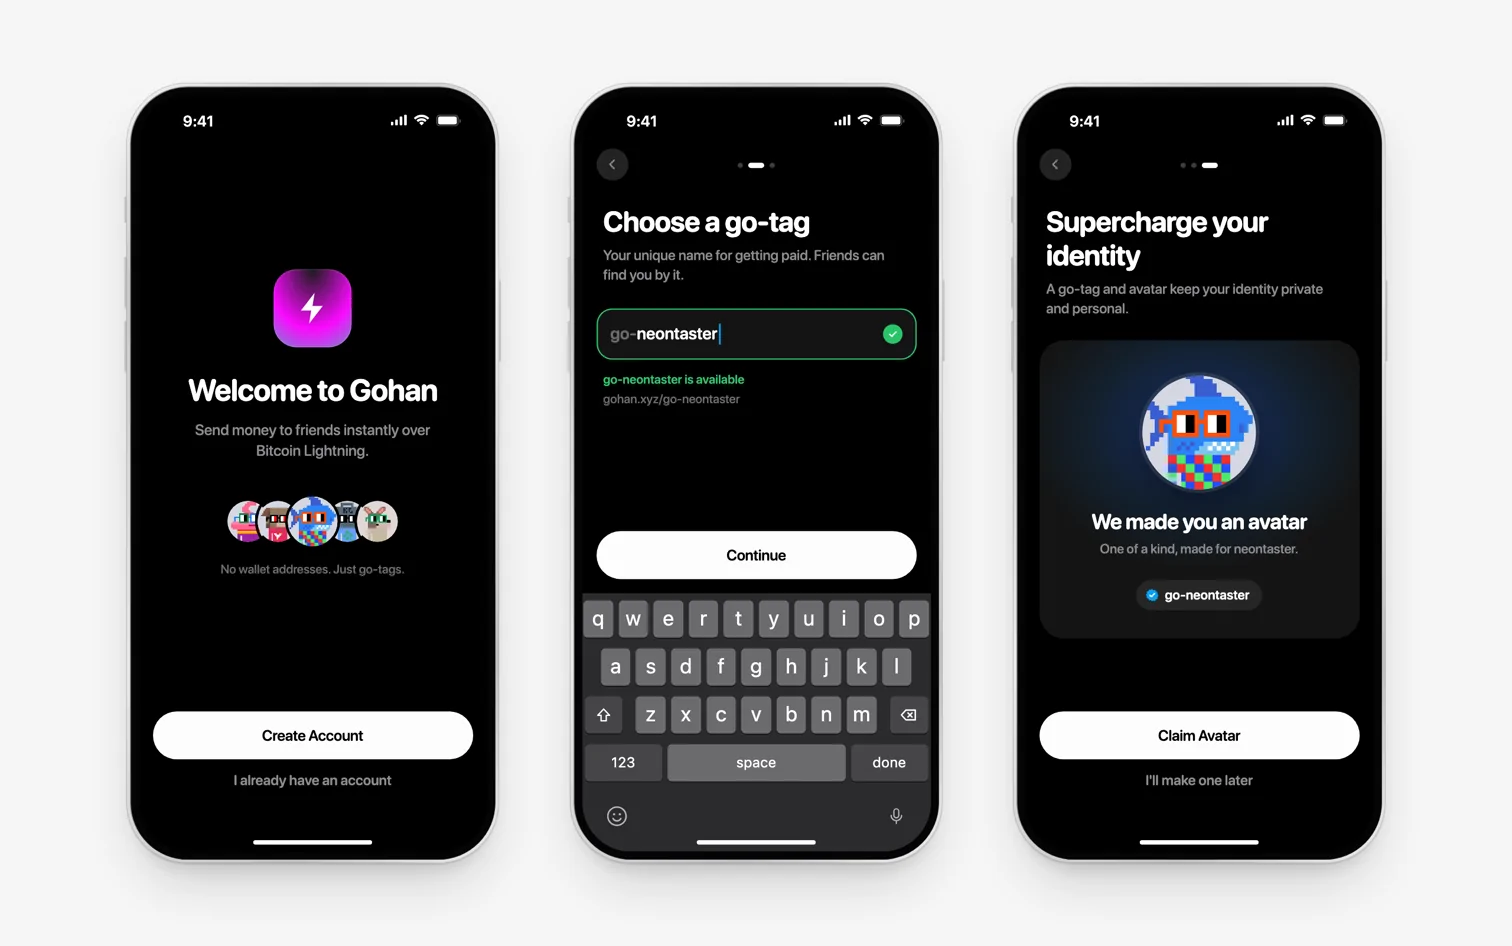 9:41
Welcome to Gohan
Send money to friends instantly over
Bitcoin Lightning.
No wallet addresses. Just go-tags.
Create Account
I already have an account
9:41
Choose a go-tag
Your unique name for getting paid. Friends can
find you by it.
go-neontaster
go-neontaster is available
gohan.xyz/go-neontaster
Continue
q w e r t y u i o p
a s d f g h j k l
z x c v b n m
123 space done
9:41
Supercharge your
identity
A go-tag and avatar keep your identity private
and personal.
We made you an avatar
One of a kind, made for neontaster.
go-neontaster
Claim Avatar
I'll make one later